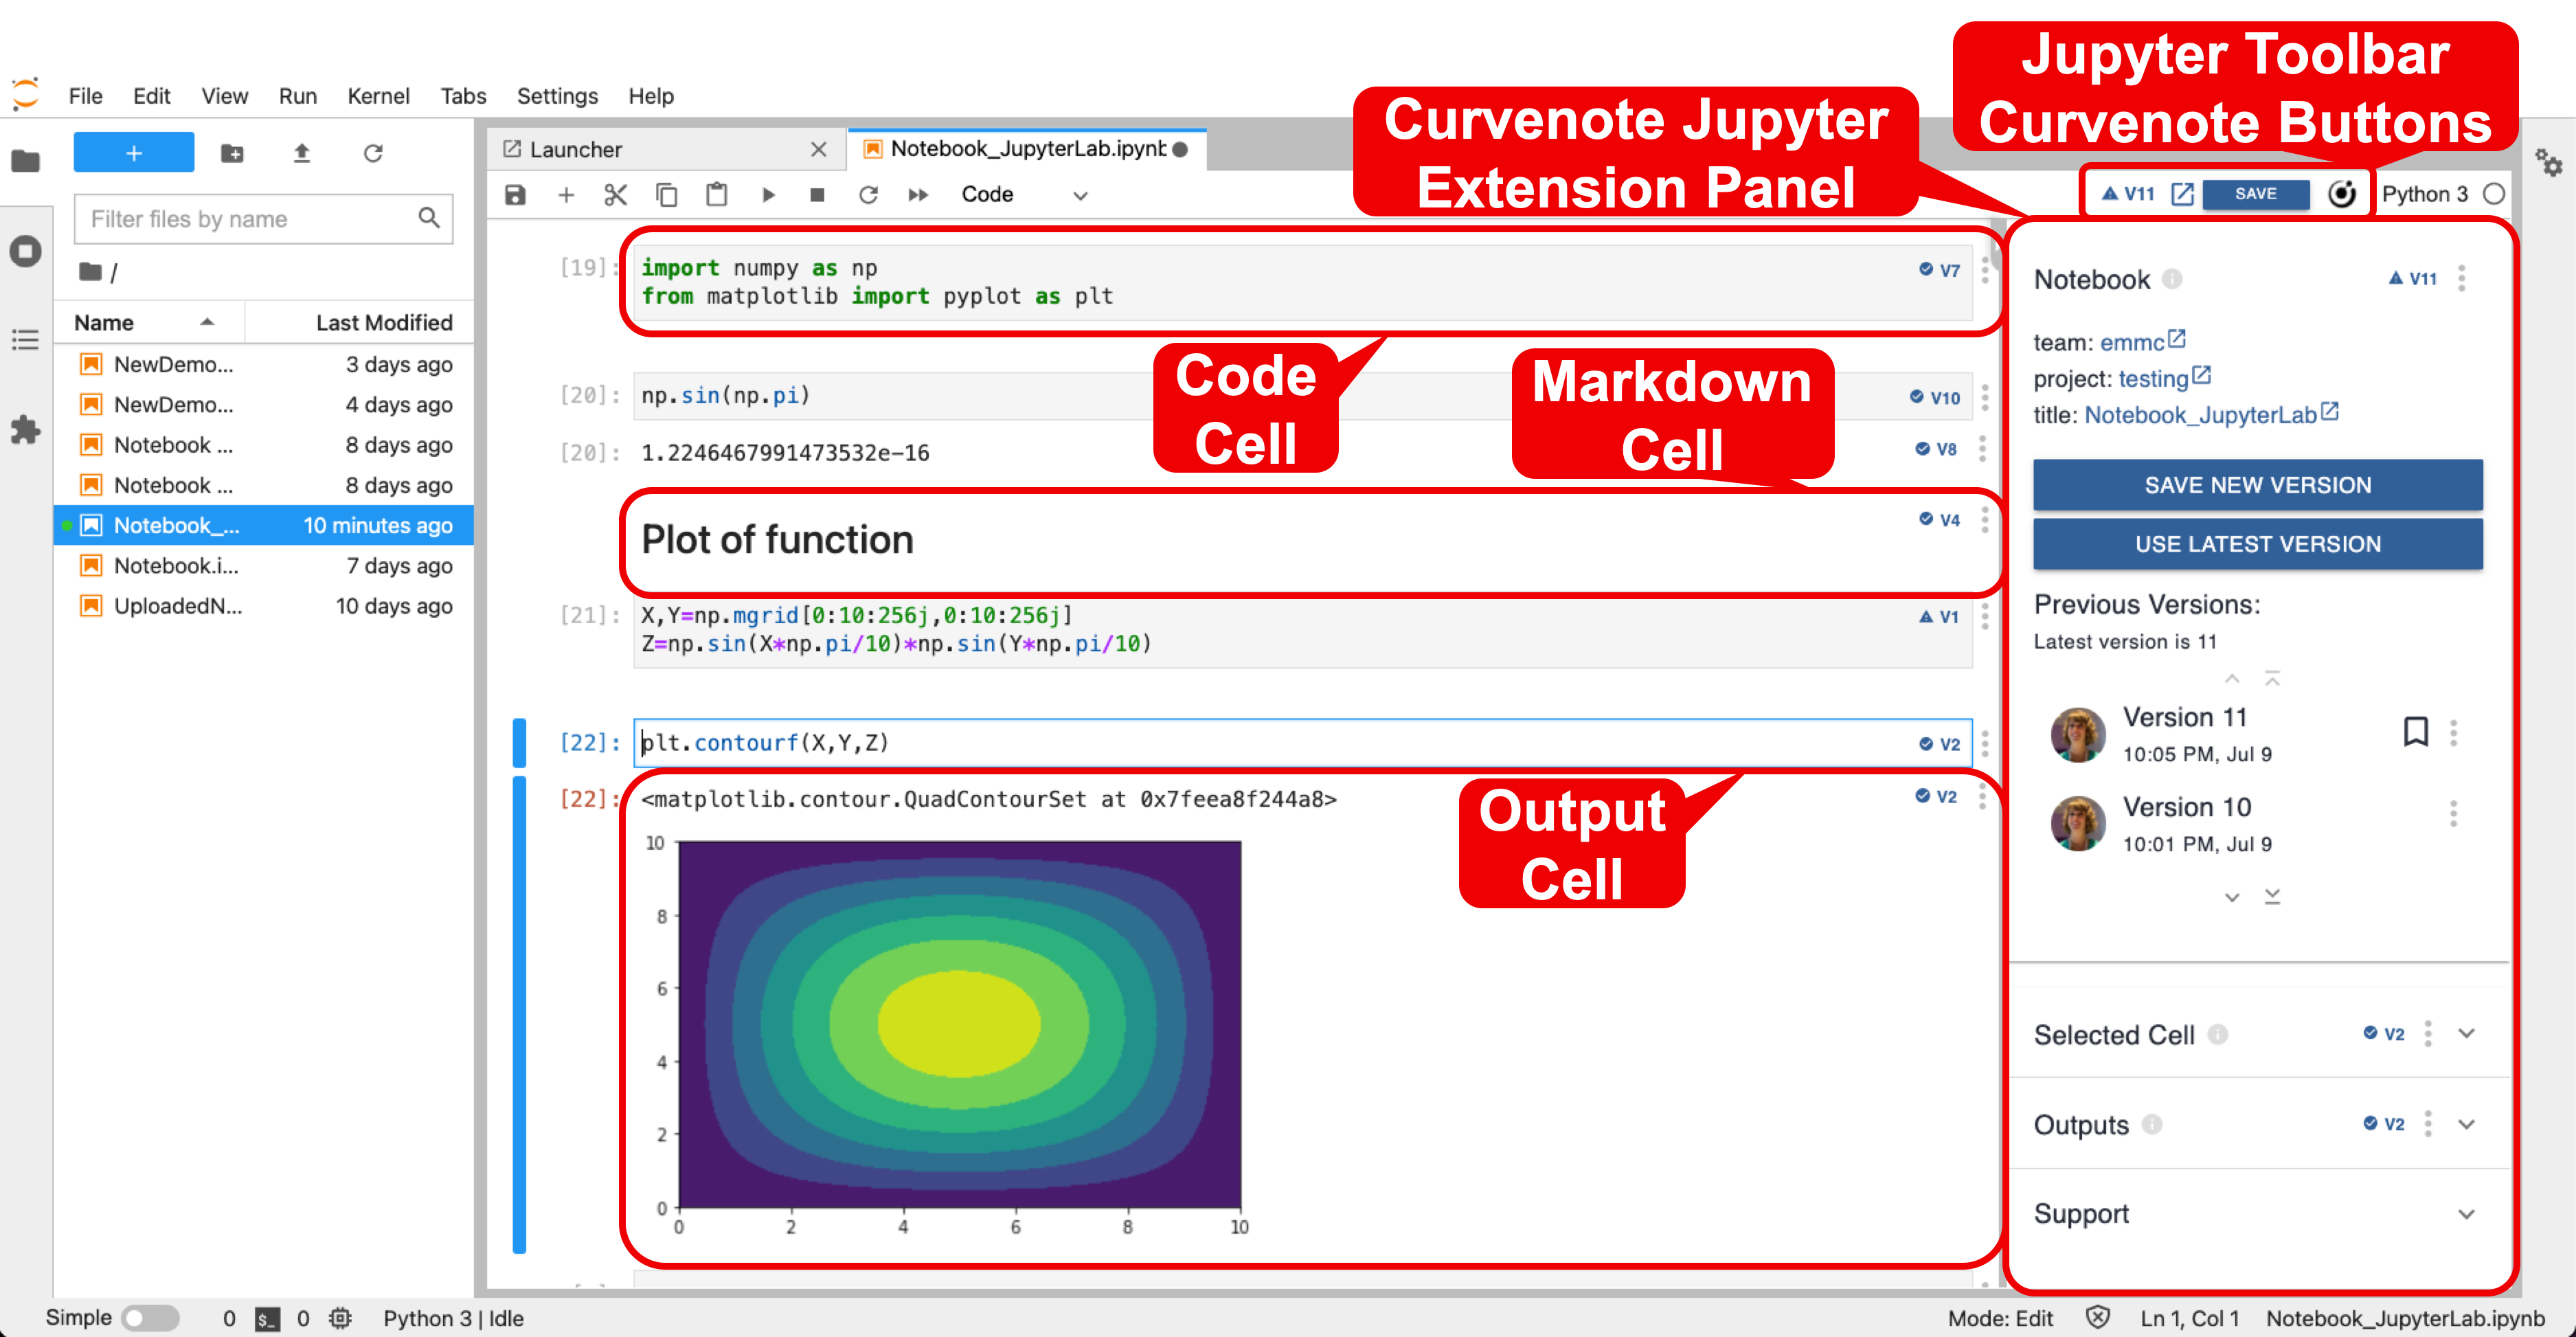 Jupyter Toolbar
Curvenote Buttons
Curvenote Jupyter
Extension Panel
File Edit View Run Kernel Tabs Settings Help
+
Launcher
Notebook_JupyterLab.ipynb
Code
V11 SAVE Python 3
Filter files by name
/
Name Last Modified
NewDemo... 3 days ago
NewDemo... 4 days ago
Notebook ... 8 days ago
Notebook ... 8 days ago
Notebook_... 10 minutes ago
Notebook.i... 7 days ago
UploadedN... 10 days ago
[19]: import numpy as np V7
from matplotlib import pyplot as plt
Code
Cell
Markdown
Cell
[20]: np.sin(np.pi) V10
[20]: 1.2246467991473532e-16 V8
Plot of function V4
[21]: X,Y=np.mgrid[0:10:256j,0:10:256j] V1
Z=np.sin(X*np.pi/10)*np.sin(Y*np.pi/10)
[22]: plt.contourf(X,Y,Z) V2
[22]: <matplotlib.contour.QuadContourSet at 0x7feea8f244a8> V2
Output
Cell
10
8
6
4
2
0
0 2 4 6 8 10
Notebook V11
team: emmc
project: testing
title: Notebook_JupyterLab
SAVE NEW VERSION
USE LATEST VERSION
Previous Versions:
Latest version is 11
Version 11
10:05 PM, Jul 9
Version 10
10:01 PM, Jul 9
Selected Cell V2
Outputs V2
Support
Simple 0 $_ 0 Python 3 | Idle
Mode: Edit Ln 1, Col 1 Notebook_JupyterLab.ipynb